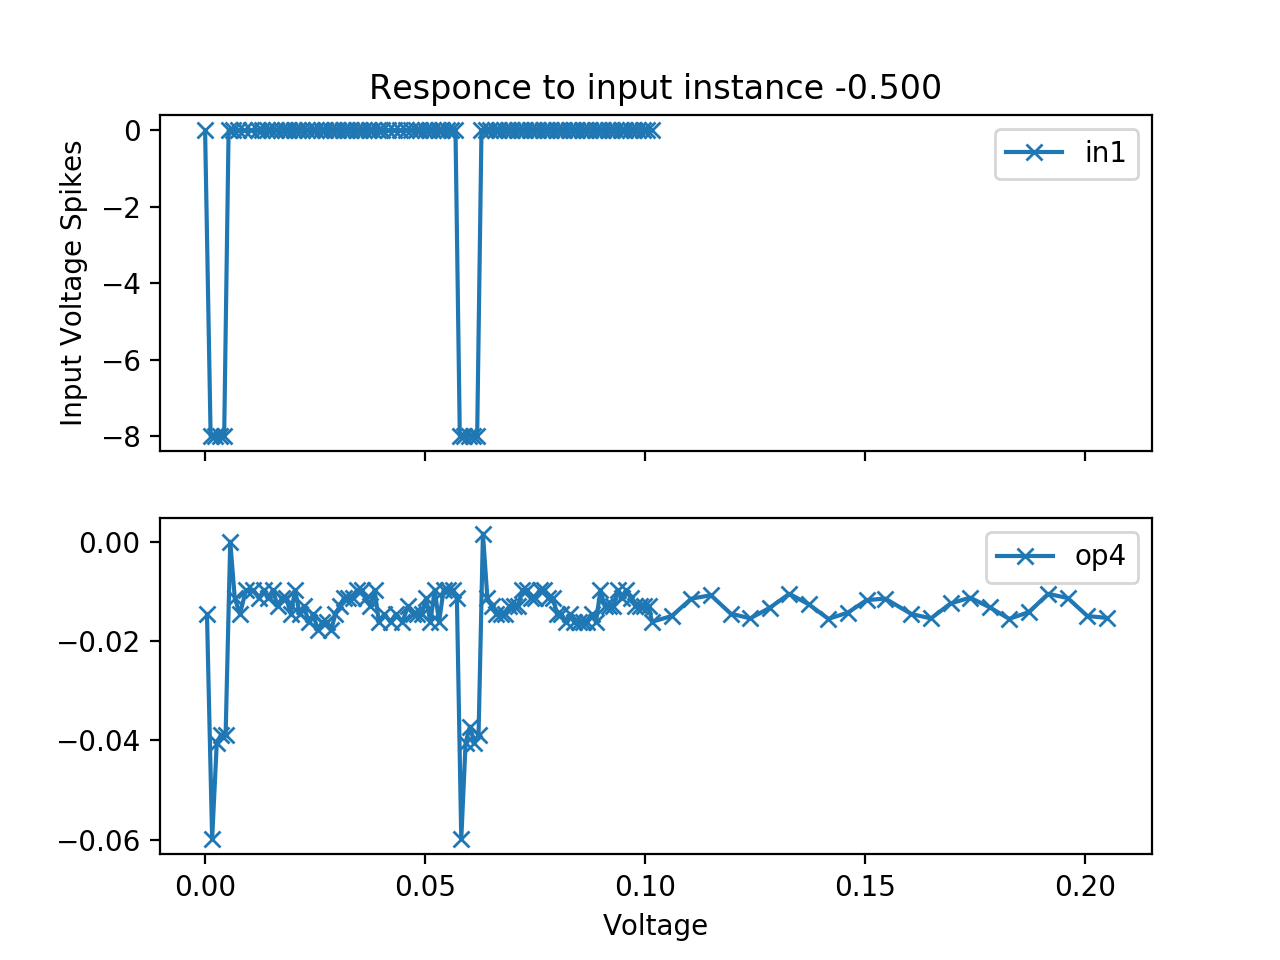 Responce to input instance -0.500
0
−2
−4
−6
−8
Input Voltage Spikes
in1
0.00
−0.02
−0.04
−0.06
op4
0.00 0.05 0.10 0.15 0.20
Voltage